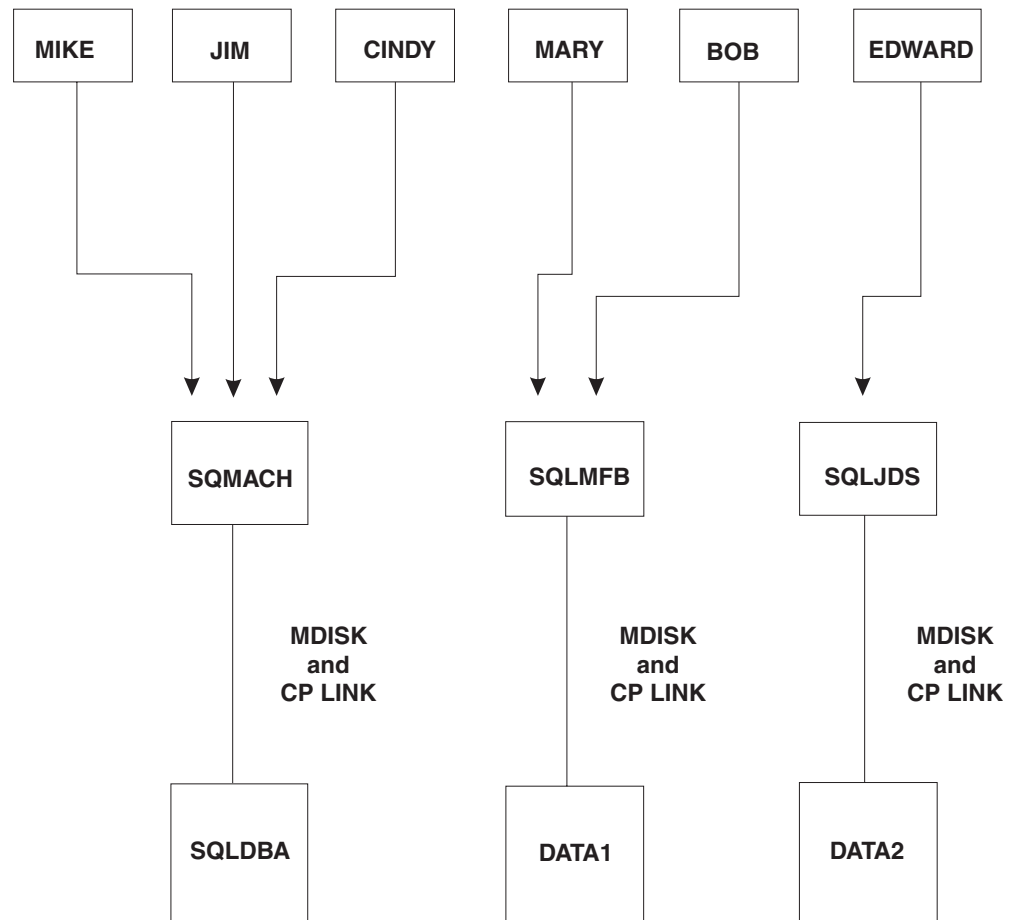 MIKE
JIM
CINDY
MARY
BOB
EDWARD
SQMACH
SQLMFB
SQLJDS
MDISK
and
CP LINK
MDISK
and
CP LINK
MDISK
and
CP LINK
SQLDBA
DATA1
DATA2